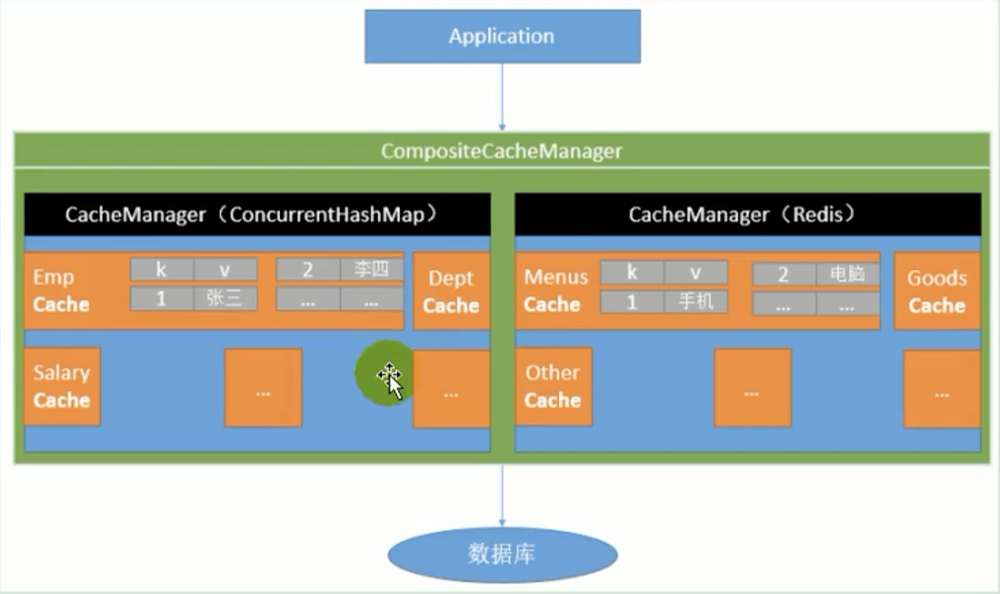 Application
CompositeCacheManager
CacheManager（ConcurrentHashMap）
Emp
Cache
k v
1 张三
2 李四
... ...
Dept
Cache
Salary
Cache
...
...
CacheManager（Redis）
Menus
Cache
k v
1 手机
2 电脑
... ...
Goods
Cache
Other
Cache
...
...
数据库